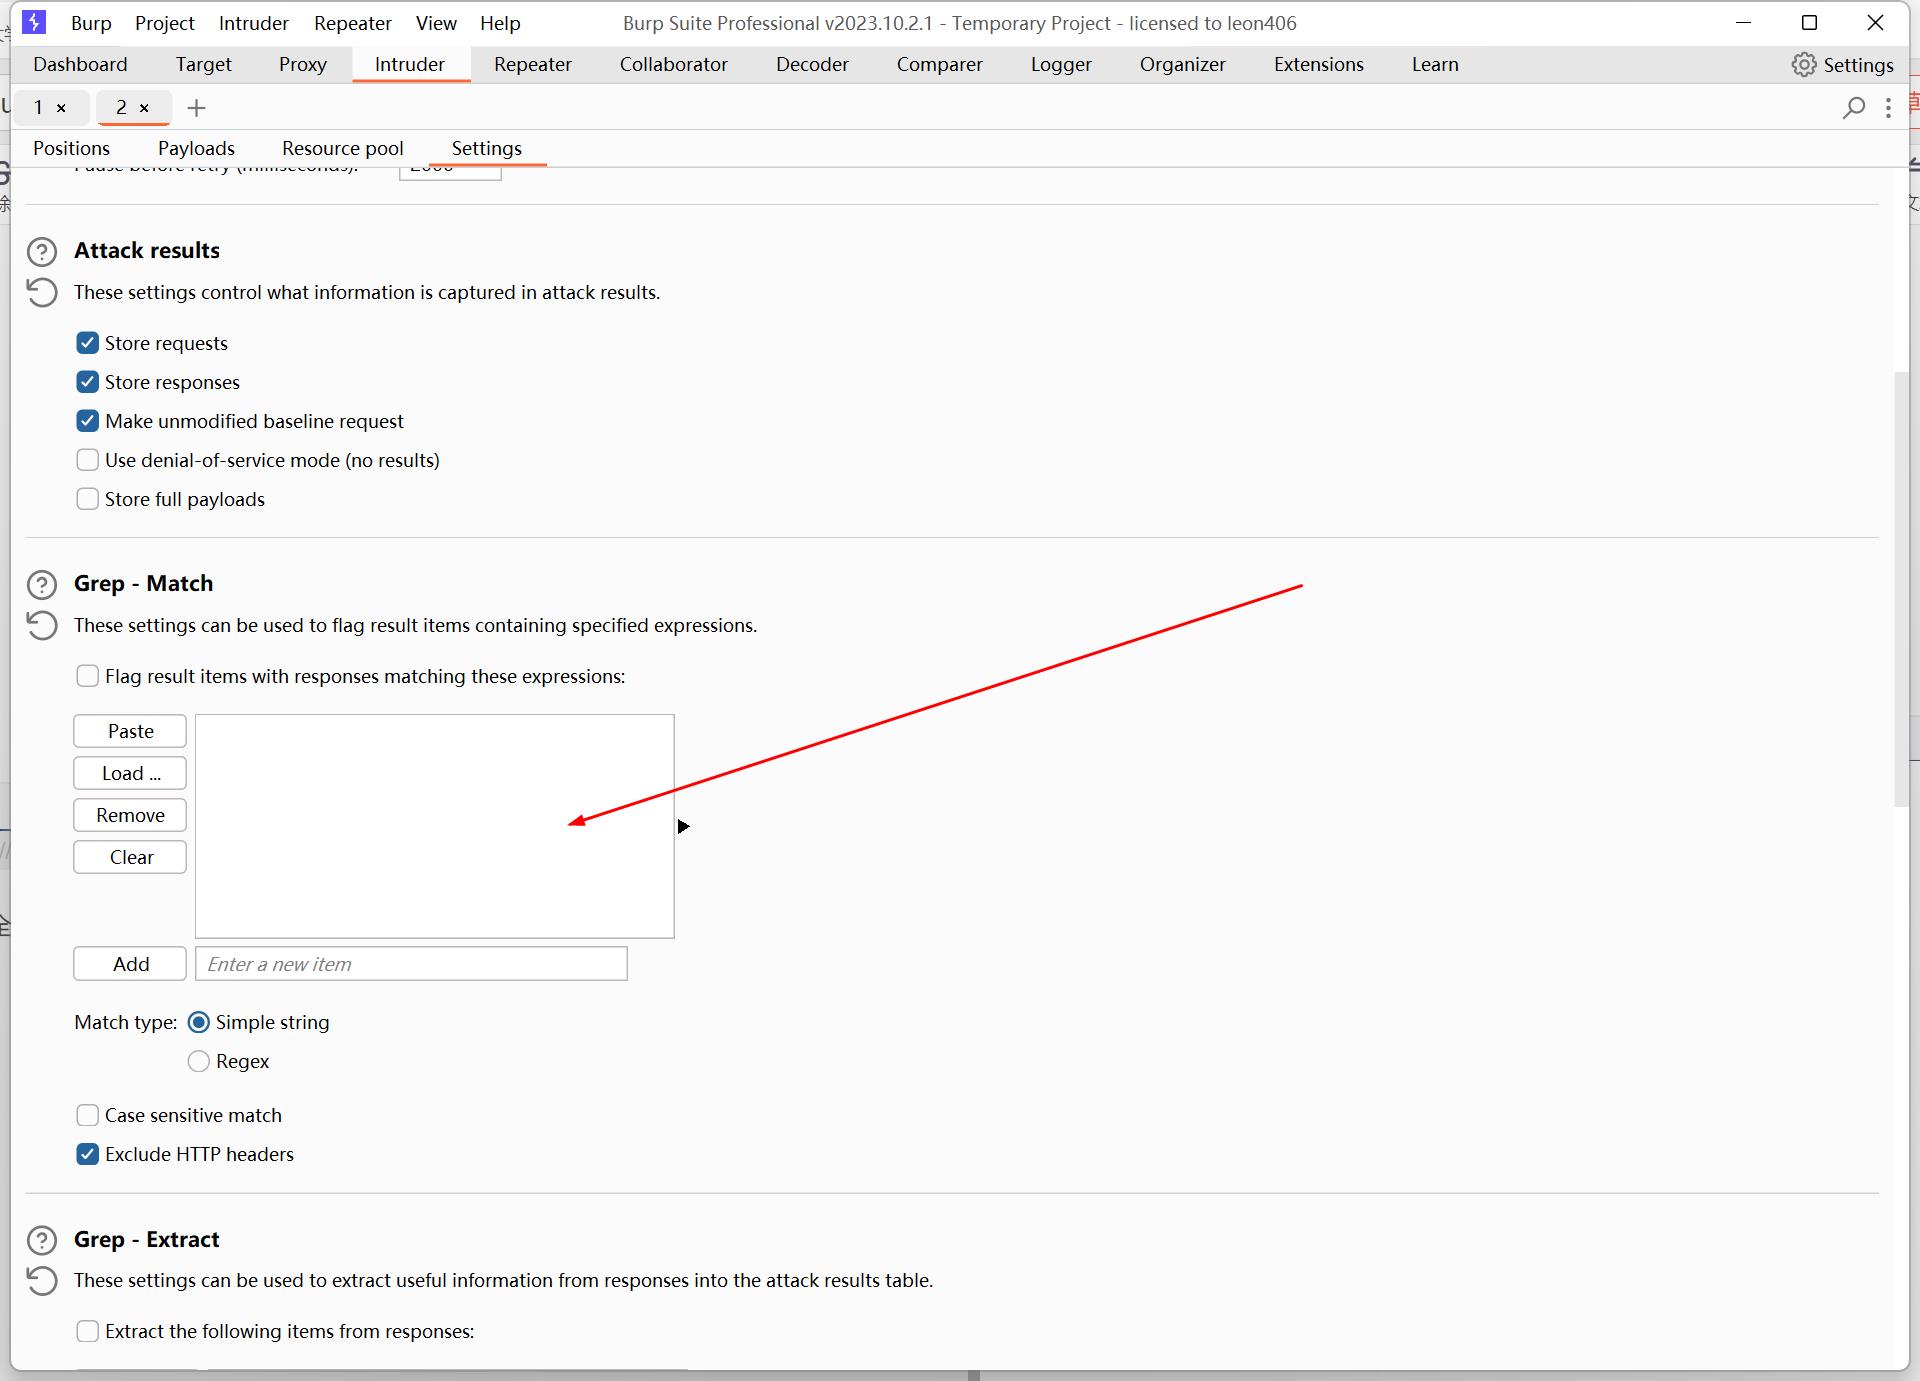 Burp Project Intruder Repeater View Help Burp Suite Professional v2023.10.2.1 - Temporary Project - licensed to leon406
Dashboard Target Proxy Intruder Repeater Collaborator Decoder Comparer Logger Organizer Extensions Learn Settings
1 × 2 × +
Positions Payloads Resource pool Settings
Pause before retry (milliseconds): 2000
Attack results
These settings control what information is captured in attack results.
Store requests
Store responses
Make unmodified baseline request
Use denial-of-service mode (no results)
Store full payloads
Grep - Match
These settings can be used to flag result items containing specified expressions.
Flag result items with responses matching these expressions:
Paste
Load ...
Remove
Clear
Add Enter a new item
Match type: Simple string
Regex
Case sensitive match
Exclude HTTP headers
Grep - Extract
These settings can be used to extract useful information from responses into the attack results table.
Extract the following items from responses: